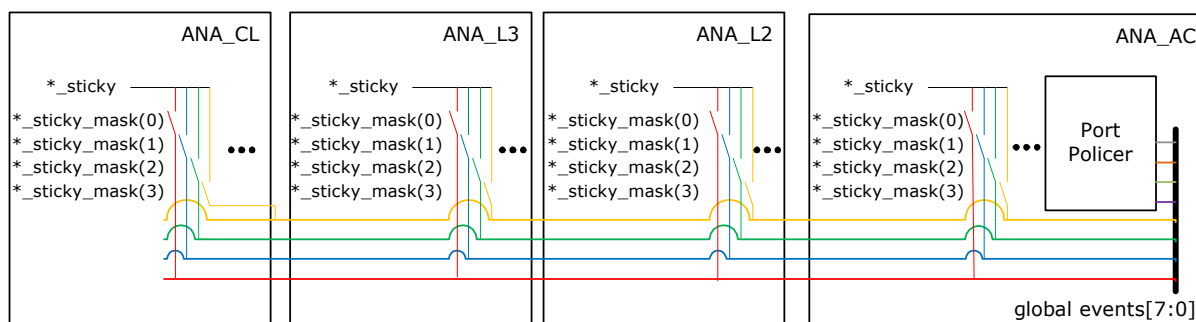 ANA_CL
*_sticky
*_sticky_mask(0)
*_sticky_mask(1)
*_sticky_mask(2)
*_sticky_mask(3)
ANA_L3
*_sticky
*_sticky_mask(0)
*_sticky_mask(1)
*_sticky_mask(2)
*_sticky_mask(3)
ANA_L2
*_sticky
*_sticky_mask(0)
*_sticky_mask(1)
*_sticky_mask(2)
*_sticky_mask(3)
ANA_AC
*_sticky
*_sticky_mask(0)
*_sticky_mask(1)
*_sticky_mask(2)
*_sticky_mask(3)
Port
Policer
global events[7:0]